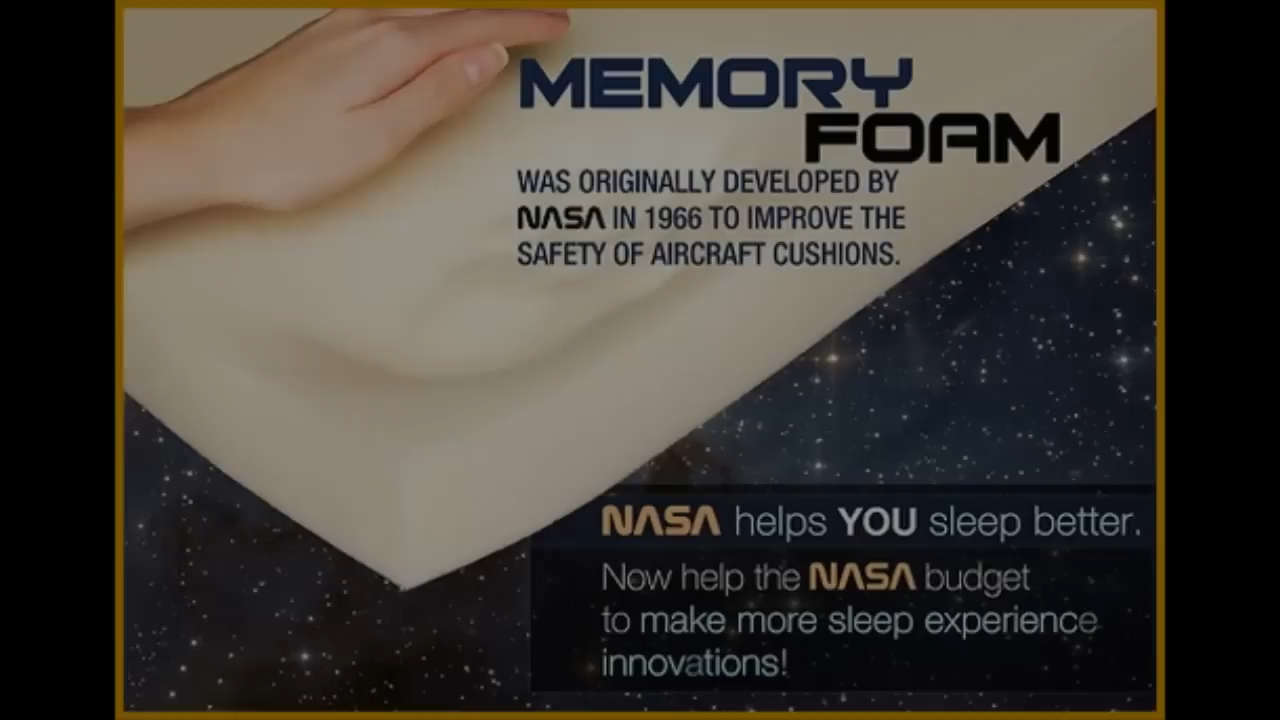 MEMORY
FOAM
WAS ORIGINALLY DEVELOPED BY
NASA IN 1966 TO IMPROVE THE
SAFETY OF AIRCRAFT CUSHIONS.
NASA helps YOU sleep better.
Now help the NASA budget
to make more sleep experience
innovations!